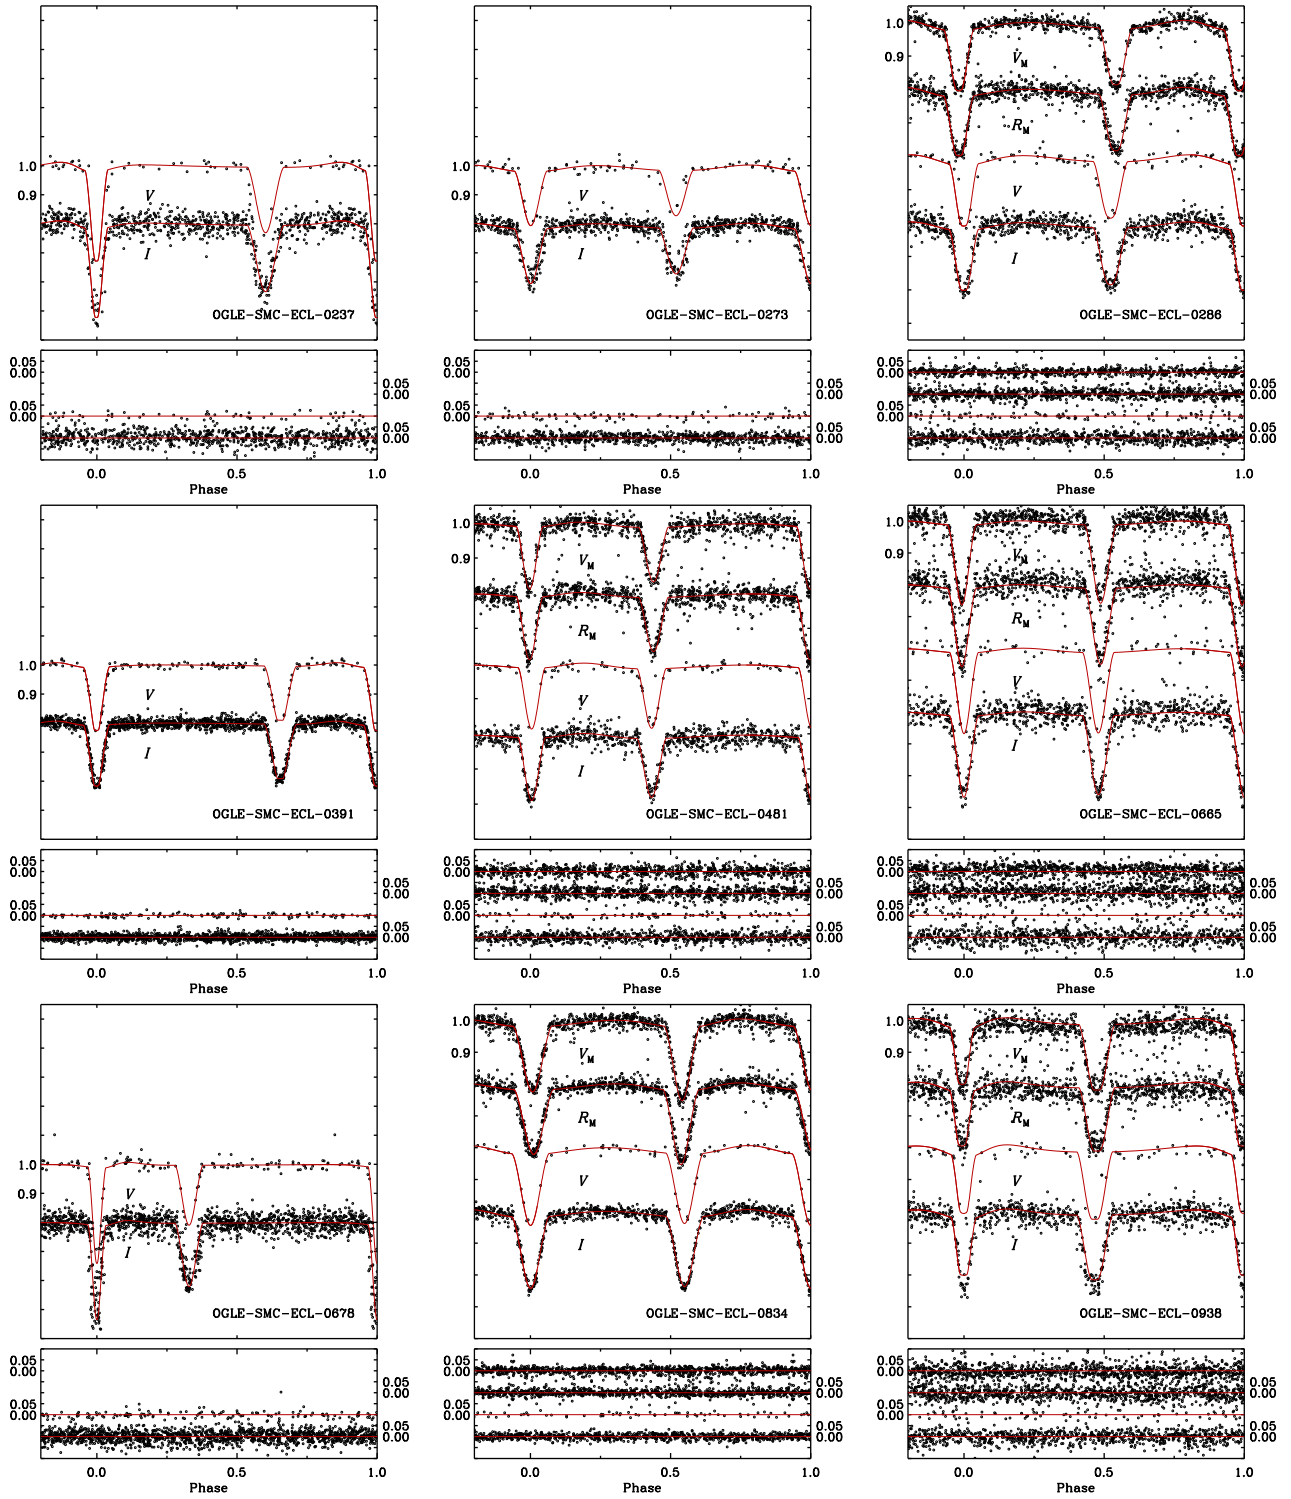 1.0
0.9
V
I
OGLE-SMC-ECL-0237
0.05
0.00
0.05
0.00
0.05
0.00
0.05
0.00
0.0 0.5 1.0
Phase
1.0
0.9
V
I
OGLE-SMC-ECL-0273
0.05
0.00
0.05
0.00
0.05
0.00
0.05
0.00
0.0 0.5 1.0
Phase
1.0
0.9
VM
RM
V
I
OGLE-SMC-ECL-0286
0.05
0.00
0.05
0.00
0.05
0.00
0.05
0.00
0.0 0.5 1.0
Phase
1.0
0.9
V
I
OGLE-SMC-ECL-0391
0.05
0.00
0.05
0.00
0.05
0.00
0.05
0.00
0.0 0.5 1.0
Phase
1.0
0.9
VM
RM
V
I
OGLE-SMC-ECL-0481
0.05
0.00
0.05
0.00
0.05
0.00
0.05
0.00
0.0 0.5 1.0
Phase
1.0
0.9
VM
RM
V
I
OGLE-SMC-ECL-0665
0.05
0.00
0.05
0.00
0.05
0.00
0.05
0.00
0.0 0.5 1.0
Phase
1.0
0.9
V
I
OGLE-SMC-ECL-0678
0.05
0.00
0.05
0.00
0.05
0.00
0.05
0.00
0.0 0.5 1.0
Phase
1.0
0.9
VM
RM
V
I
OGLE-SMC-ECL-0834
0.05
0.00
0.05
0.00
0.05
0.00
0.05
0.00
0.0 0.5 1.0
Phase
1.0
0.9
VM
RM
V
I
OGLE-SMC-ECL-0938
0.05
0.00
0.05
0.00
0.05
0.00
0.05
0.00
0.0 0.5 1.0
Phase